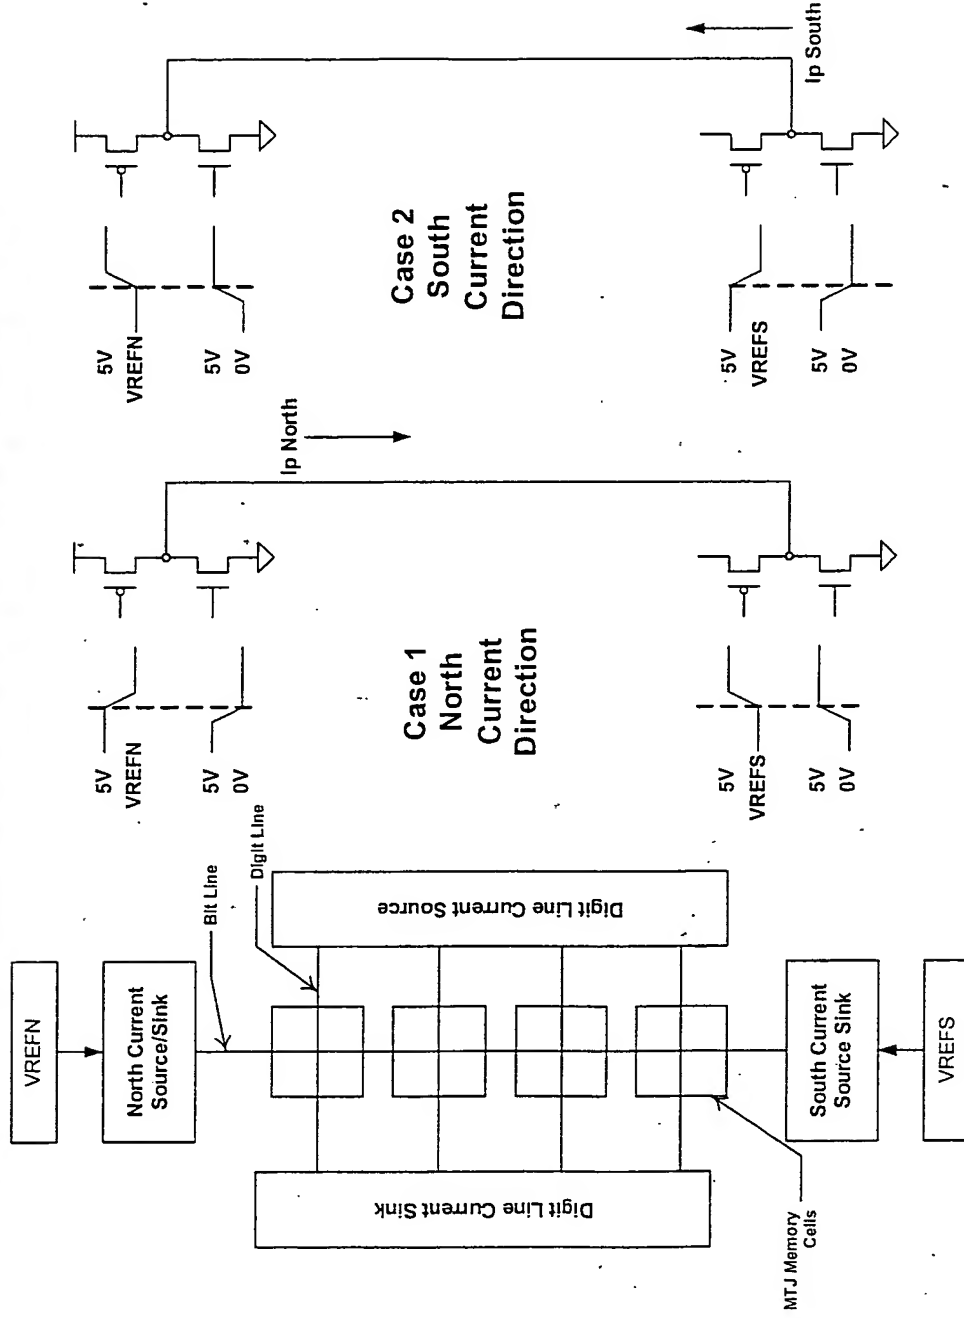 VREFN
North Current
Source/Sink
Bit Line
Digit Line
Digit Line Current Sink
Digit Line Current Source
MTJ Memory
Cells
South Current
Source Sink
VREFS
5V
VREFN
5V
0V
Ip North
Case 1
North
Current
Direction
5V
VREFS
5V
0V
5V
VREFN
5V
0V
Case 2
South
Current
Direction
5V
VREFS
5V
0V
Ip South